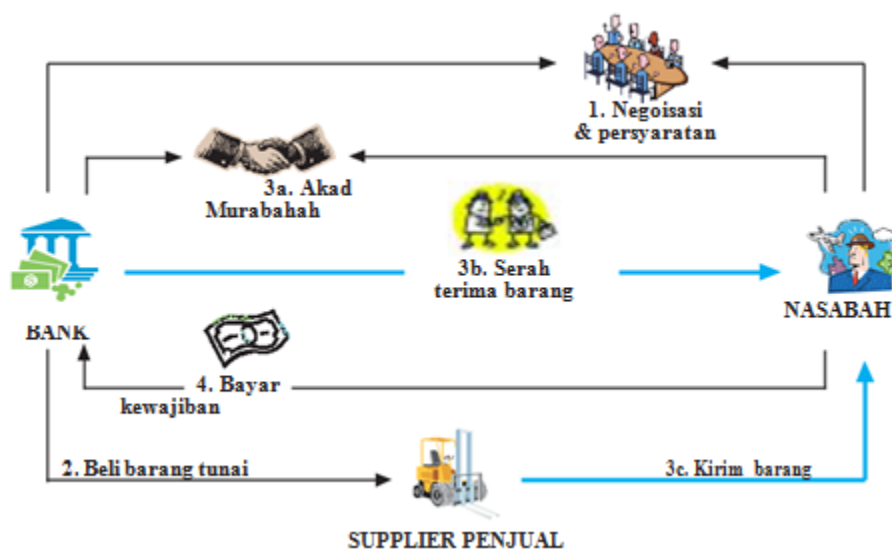 1. Negoisasi
& persyaratan
3a. Akad
Murabahah
3b. Serah
terima barang
BANK
NASABAH
4. Bayar
kewajiban
2. Beli barang tunai
3c. Kirim barang
SUPPLIER PENJUAL